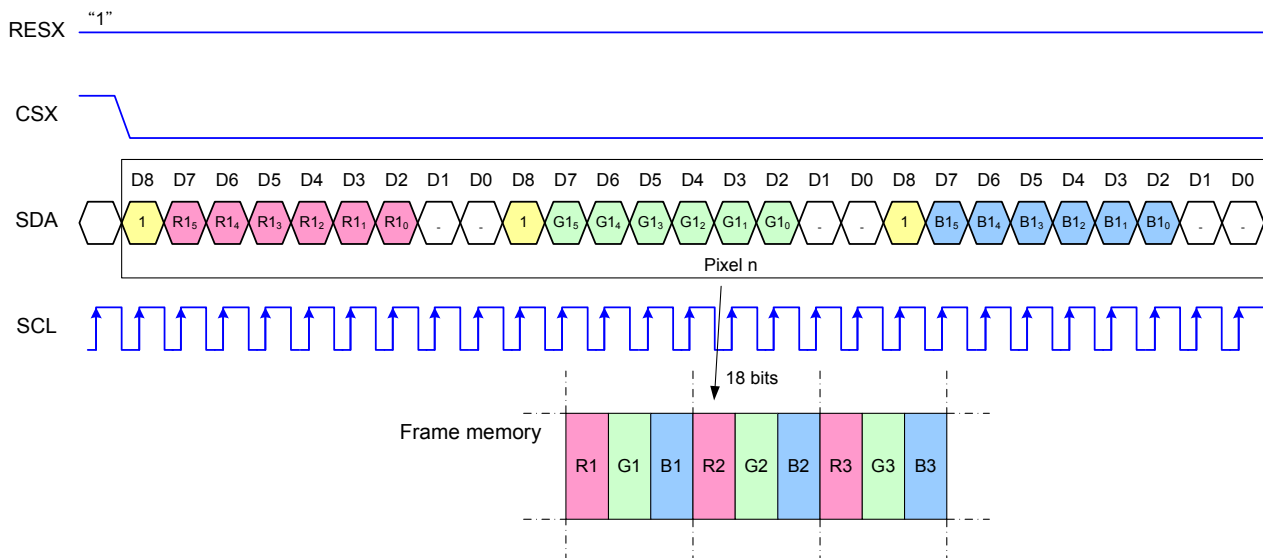 RESX “1”
CSX
D8 D7 D6 D5 D4 D3 D2 D1 D0 D8 D7 D6 D5 D4 D3 D2 D1 D0 D8 D7 D6 D5 D4 D3 D2 D1 D0
SDA 1 R1₅ R1₄ R1₃ R1₂ R1₁ R1₀ - - 1 G1₅ G1₄ G1₃ G1₂ G1₁ G1₀ - - 1 B1₅ B1₄ B1₃ B1₂ B1₁ B1₀ - -
Pixel n
SCL
18 bits
Frame memory
R1 G1 B1 R2 G2 B2 R3 G3 B3